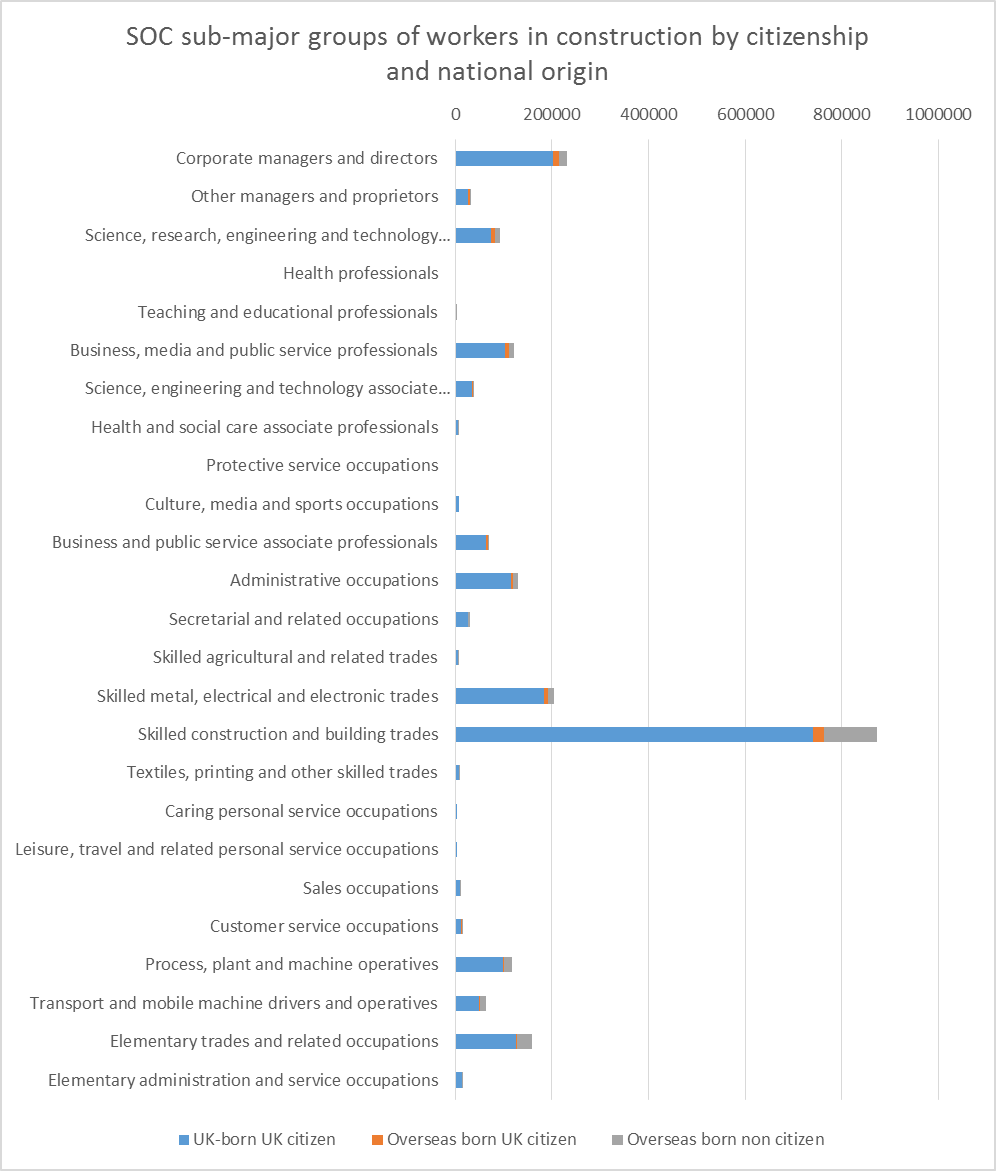 SOC sub-major groups of workers in construction by citizenship
and national origin
0 200000 400000 600000 800000 1000000
Corporate managers and directors
Other managers and proprietors
Science, research, engineering and technology…
Health professionals
Teaching and educational professionals
Business, media and public service professionals
Science, engineering and technology associate…
Health and social care associate professionals
Protective service occupations
Culture, media and sports occupations
Business and public service associate professionals
Administrative occupations
Secretarial and related occupations
Skilled agricultural and related trades
Skilled metal, electrical and electronic trades
Skilled construction and building trades
Textiles, printing and other skilled trades
Caring personal service occupations
Leisure, travel and related personal service occupations
Sales occupations
Customer service occupations
Process, plant and machine operatives
Transport and mobile machine drivers and operatives
Elementary trades and related occupations
Elementary administration and service occupations
UK-born UK citizen Overseas born UK citizen Overseas born non citizen